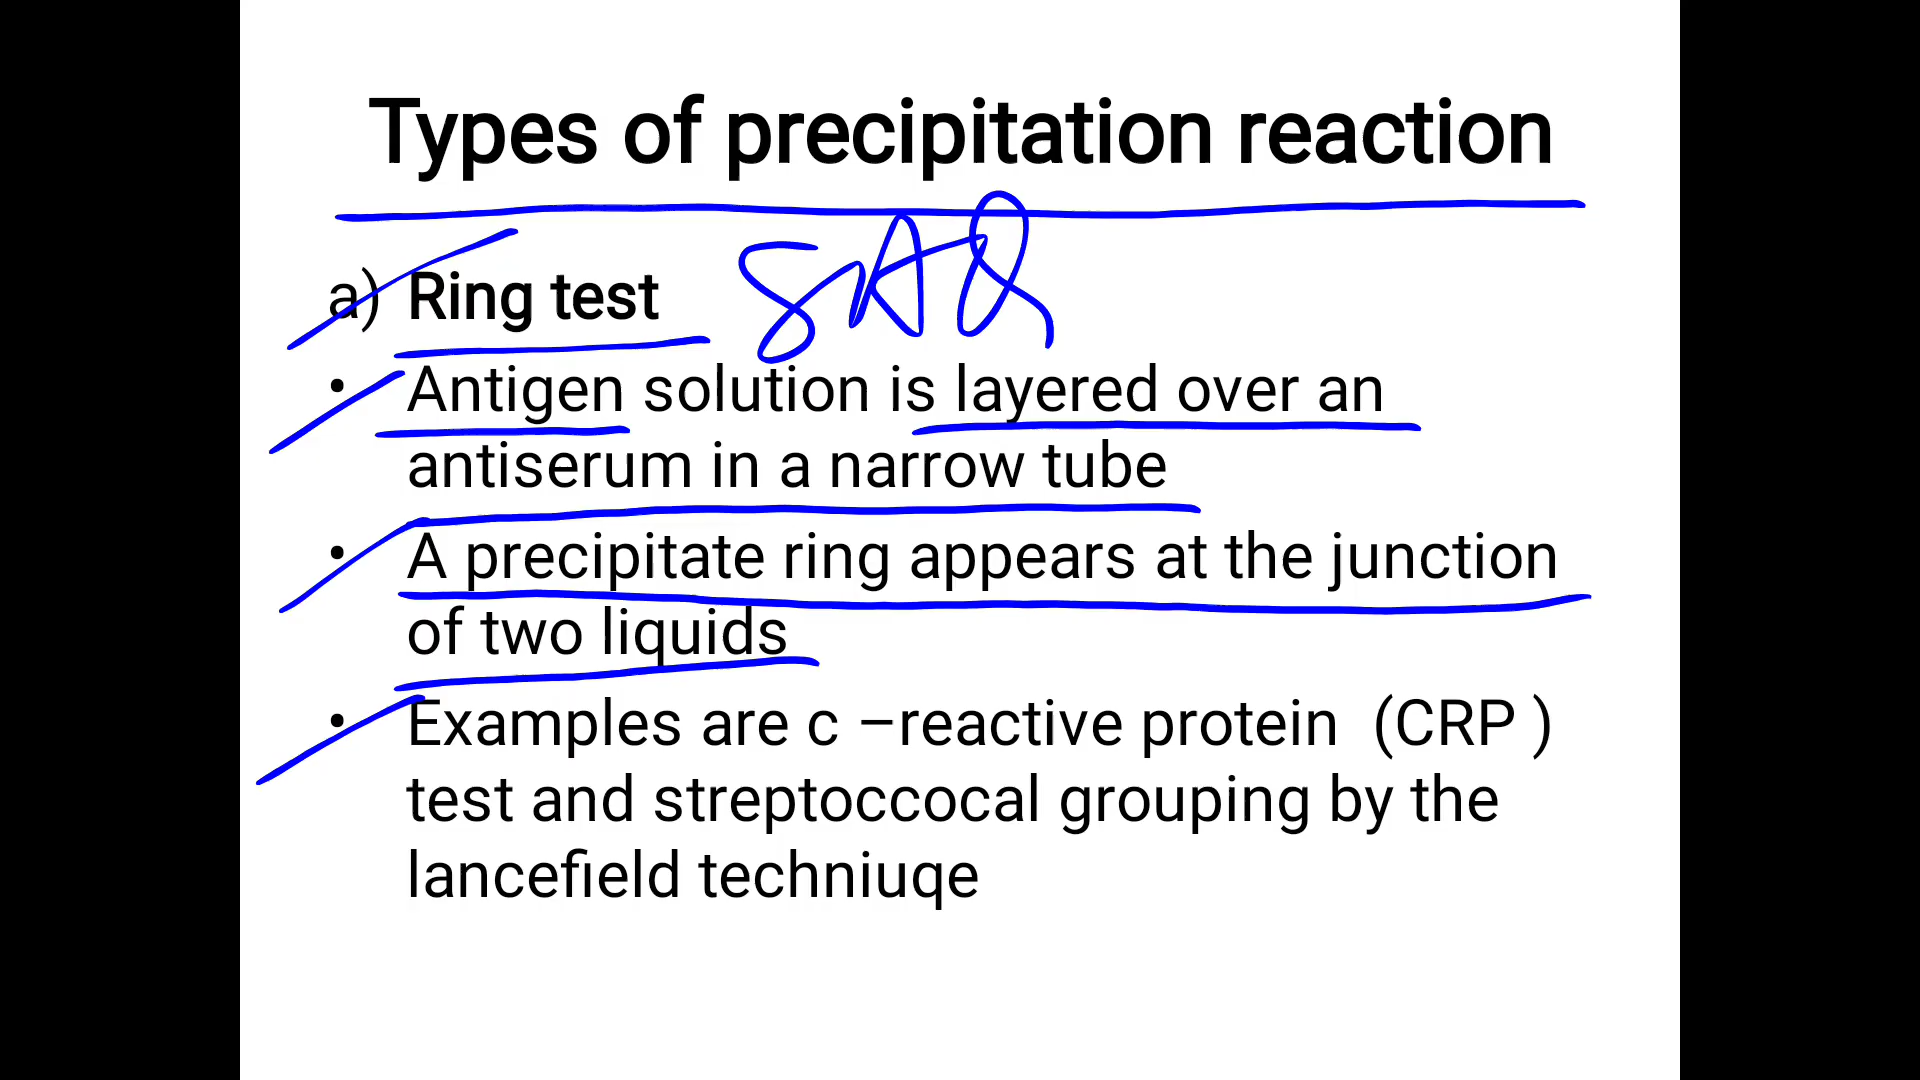 Types of precipitation reaction
SAQ
a) Ring test
• Antigen solution is layered over an
antiserum in a narrow tube
• A precipitate ring appears at the junction
of two liquids
• Examples are c –reactive protein (CRP )
test and streptoccocal grouping by the
lancefield techniuqe